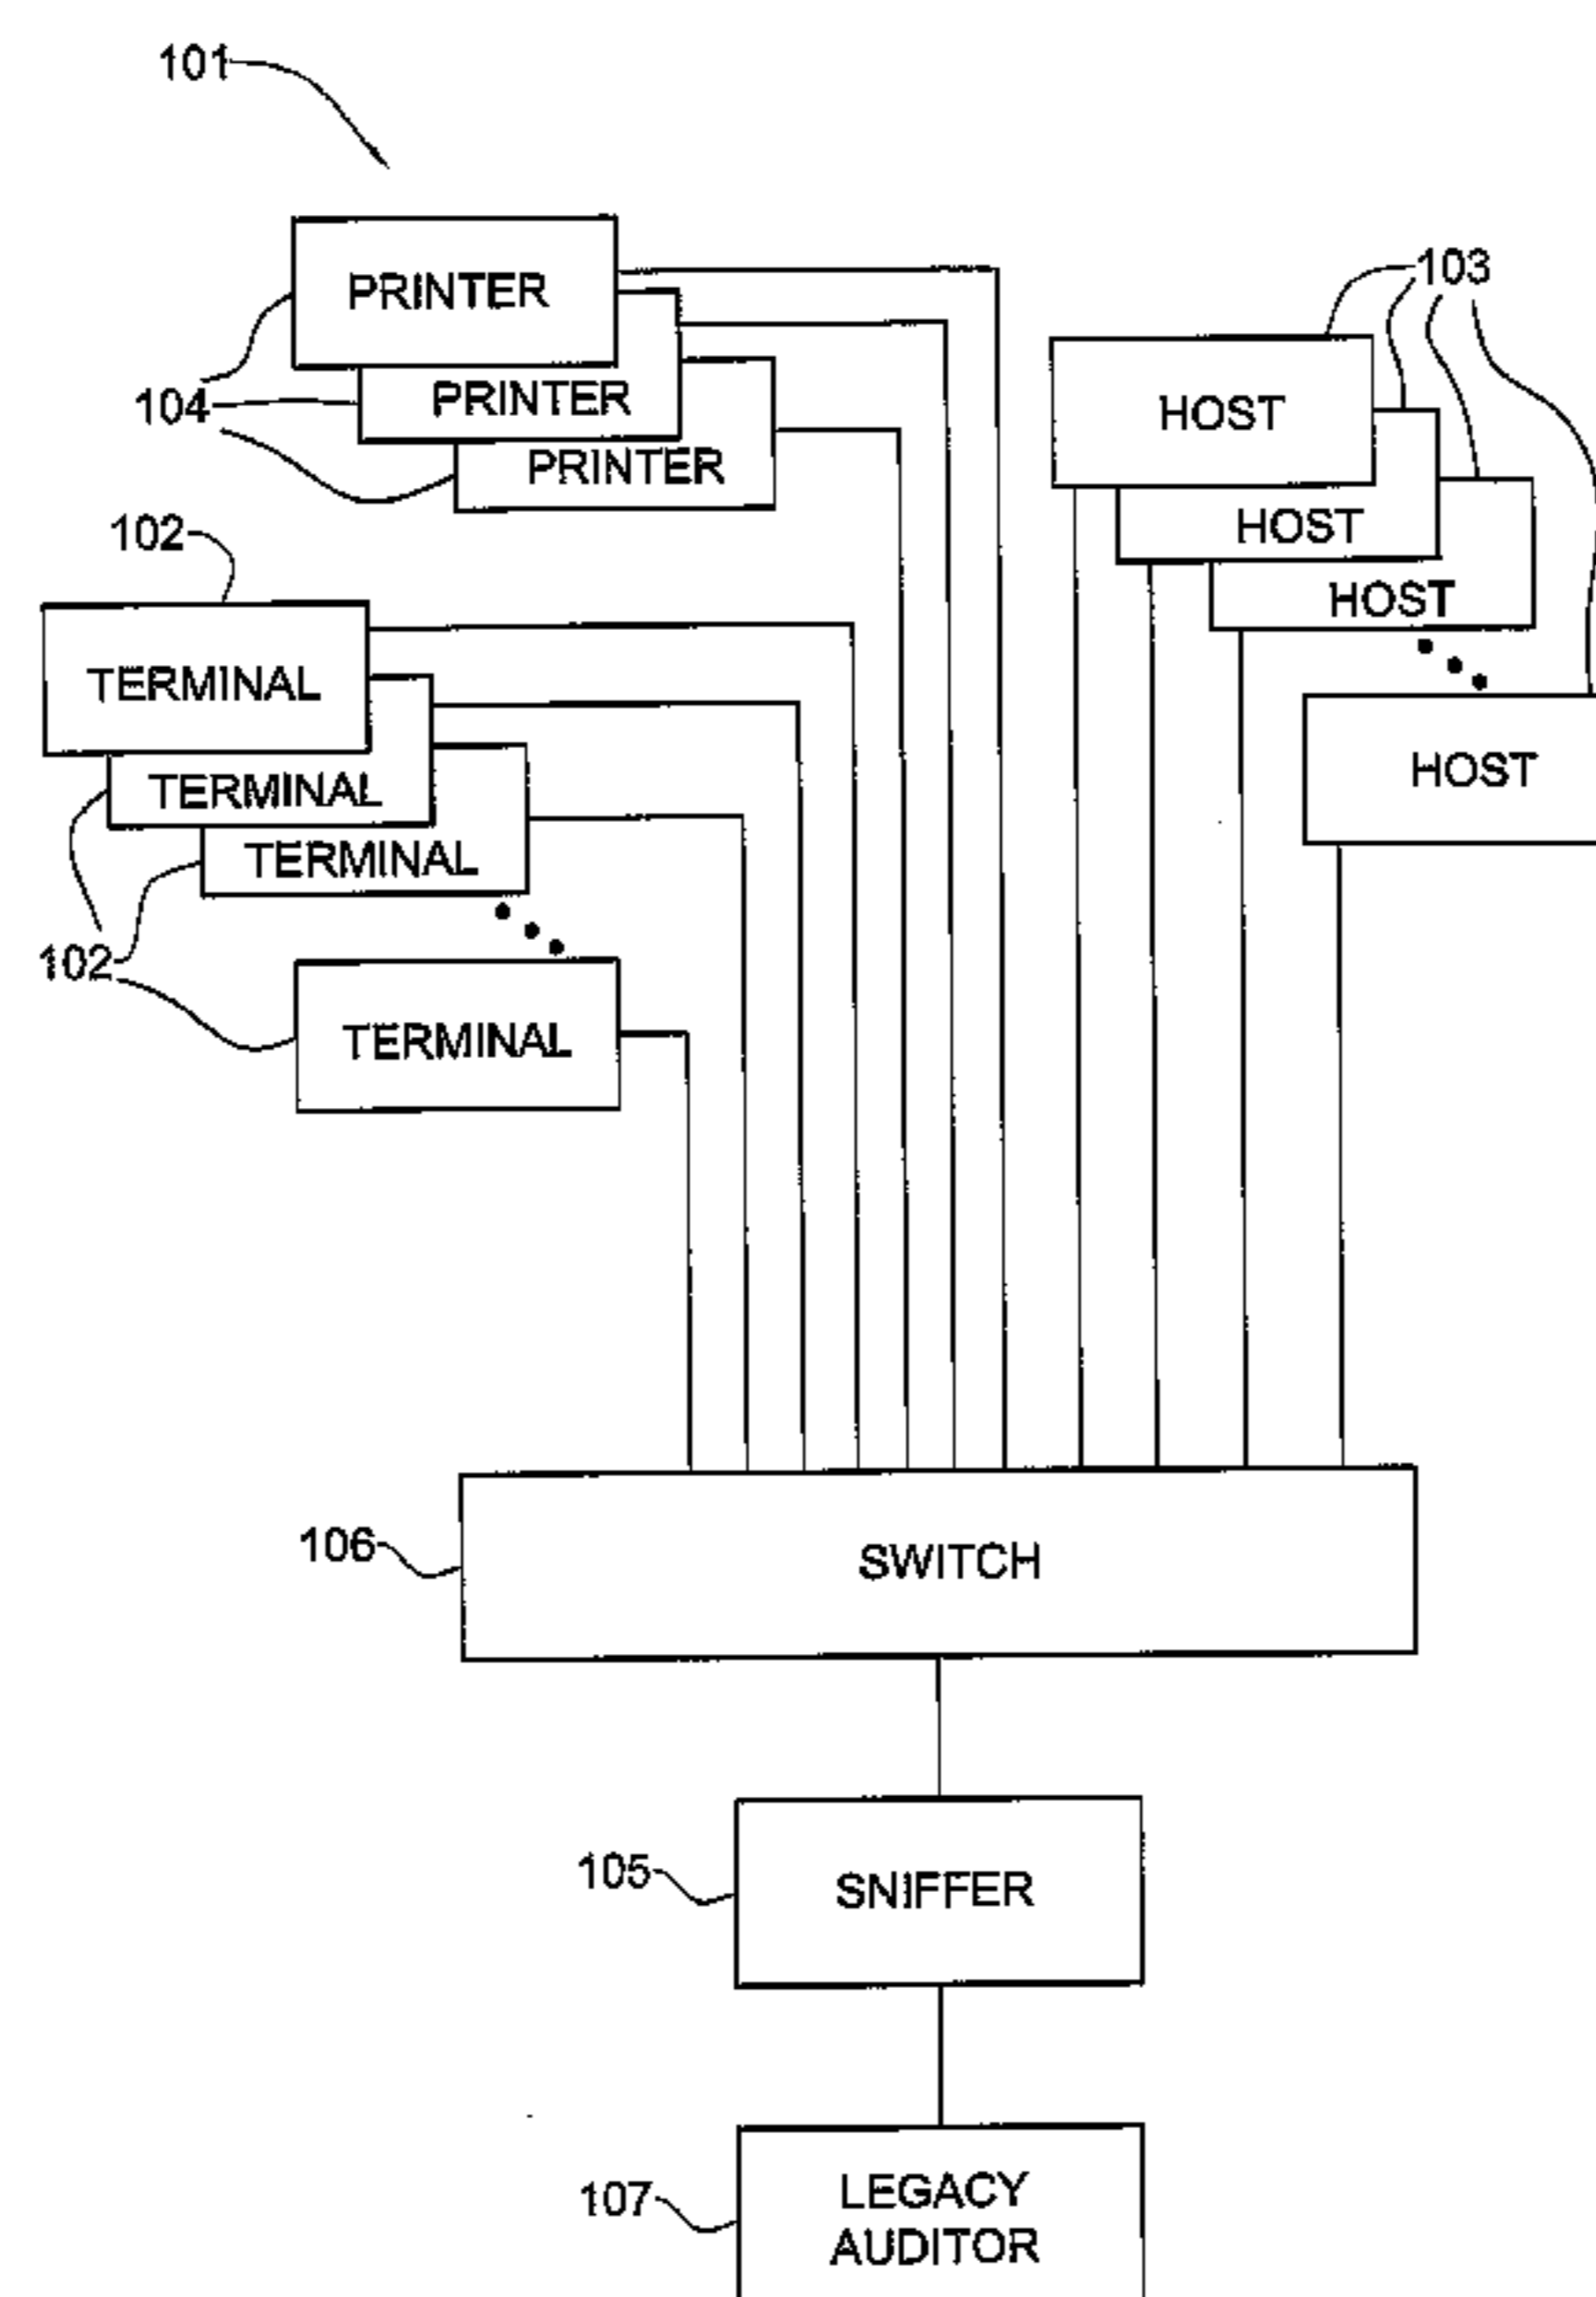 101
PRINTER
103
HOST
104
PRINTER
PRINTER
HOST
102
HOST
TERMINAL
HOST
TERMINAL
TERMINAL
102
TERMINAL
106
SWITCH
105
SNIFFER
107
LEGACY
AUDITOR